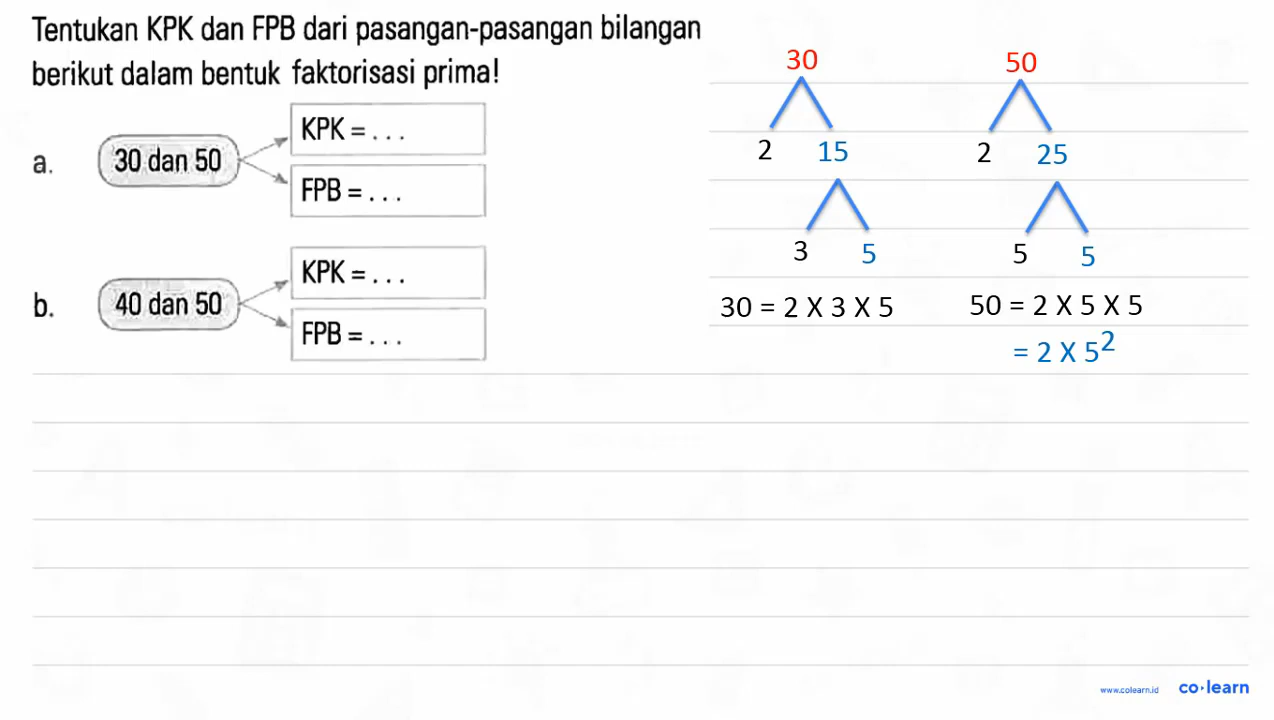 Tentukan KPK dan FPB dari pasangan-pasangan bilangan
berikut dalam bentuk faktorisasi prima!
a. 30 dan 50
KPK = . . .
FPB = . . .
b. 40 dan 50
KPK = . . .
FPB = . . .
30
2 15
3 5
30 = 2 X 3 X 5
50
2 25
5 5
50 = 2 X 5 X 5
= 2 X 5²
www.colearn.id co·learn